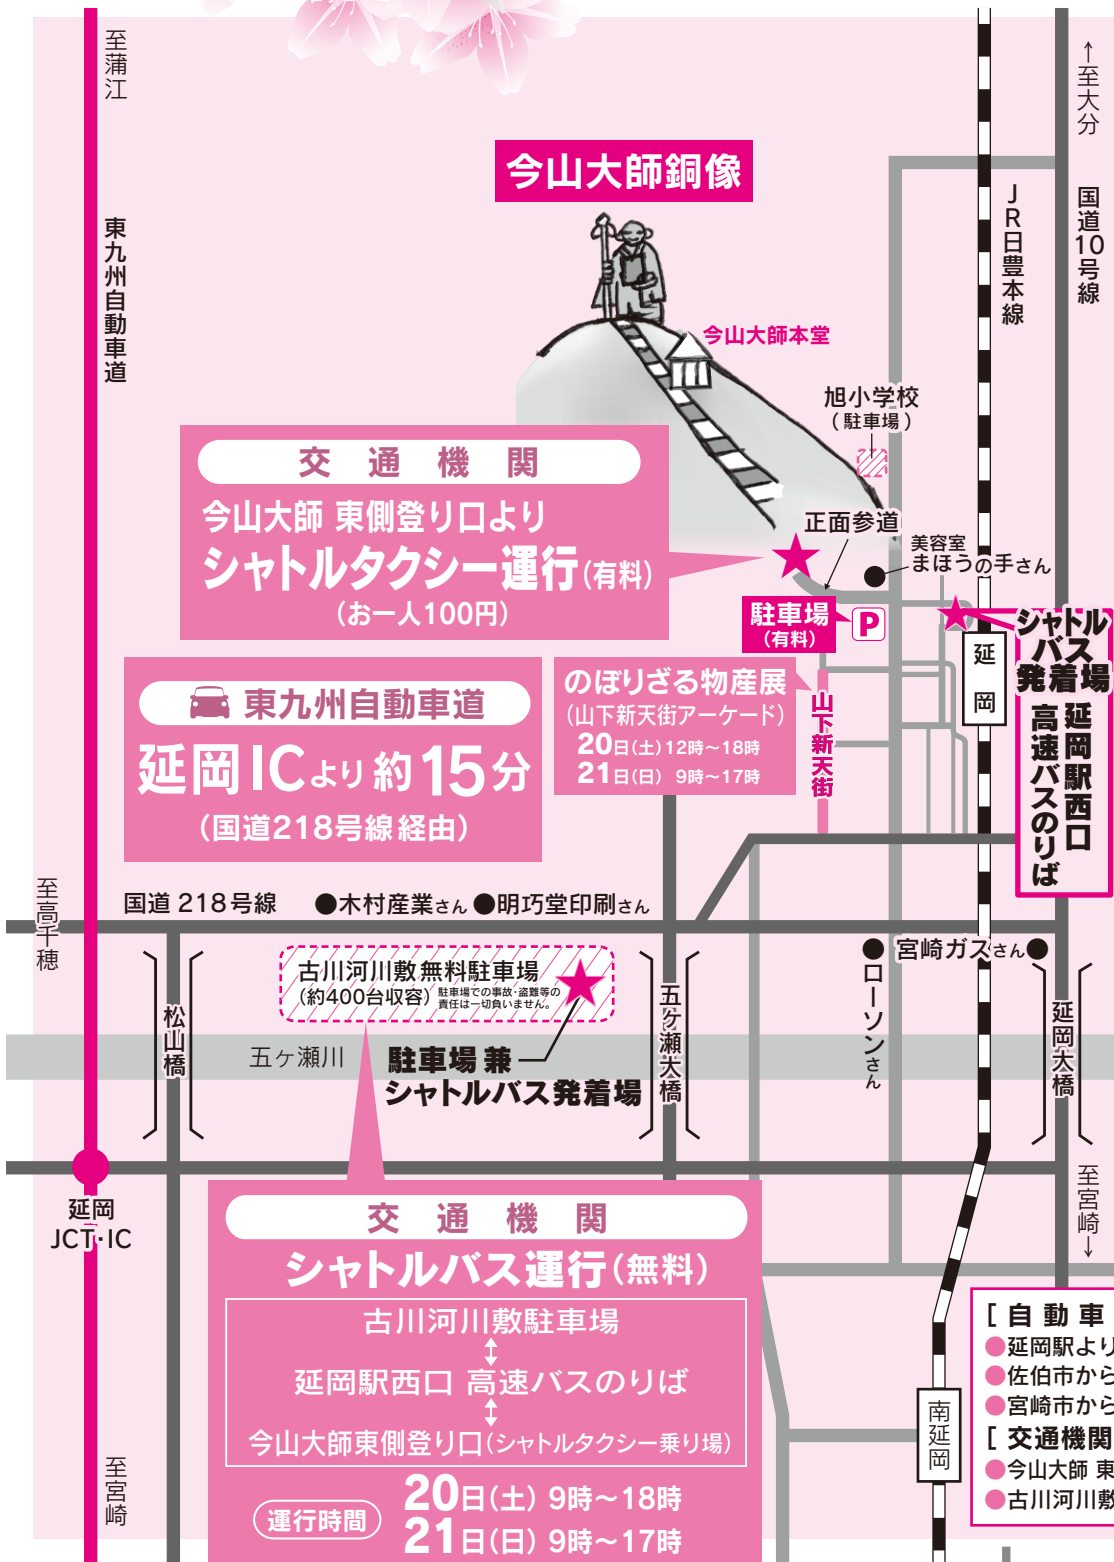 至蒲江
東九州自動車道
↑至大分
国道10号線
JR日豊本線
今山大師銅像
今山大師本堂
旭小学校
(駐車場)
交通機関
今山大師 東側登り口より
シャトルタクシー運行(有料)
(お一人100円)
正面参道
美容室
まほうの手さん
駐車場
(有料)
P
シャトル
バス
発着場
延岡駅西口
高速バスのりば
延岡
東九州自動車道
延岡ICより約15分
(国道218号線経由)
のぼりざる物産展
(山下新天街アーケード)
20日(土)12時～18時
21日(日) 9時～17時
山下新天街
至高千穂
国道218号線
●木村産業さん
●明巧堂印刷さん
古川河川敷無料駐車場
(約400台収容)
駐車場での事故・盗難等の
責任は一切負いません。
●ローソンさん
宮崎ガスさん●
松山橋
五ヶ瀬川
駐車場 兼
シャトルバス発着場
五ヶ瀬大橋
延岡大橋
延岡
JCT・IC
至宮崎↓
交通機関
シャトルバス運行(無料)
古川河川敷駐車場
↕
延岡駅西口 高速バスのりば
↕
今山大師東側登り口(シャトルタクシー乗り場)
運行時間
20日(土) 9時～18時
21日(日) 9時～17時
至宮崎
南延岡
[ 自 動 車
●延岡駅より
●佐伯市から
●宮崎市から
[ 交通機関
●今山大師 東
●古川河川敷